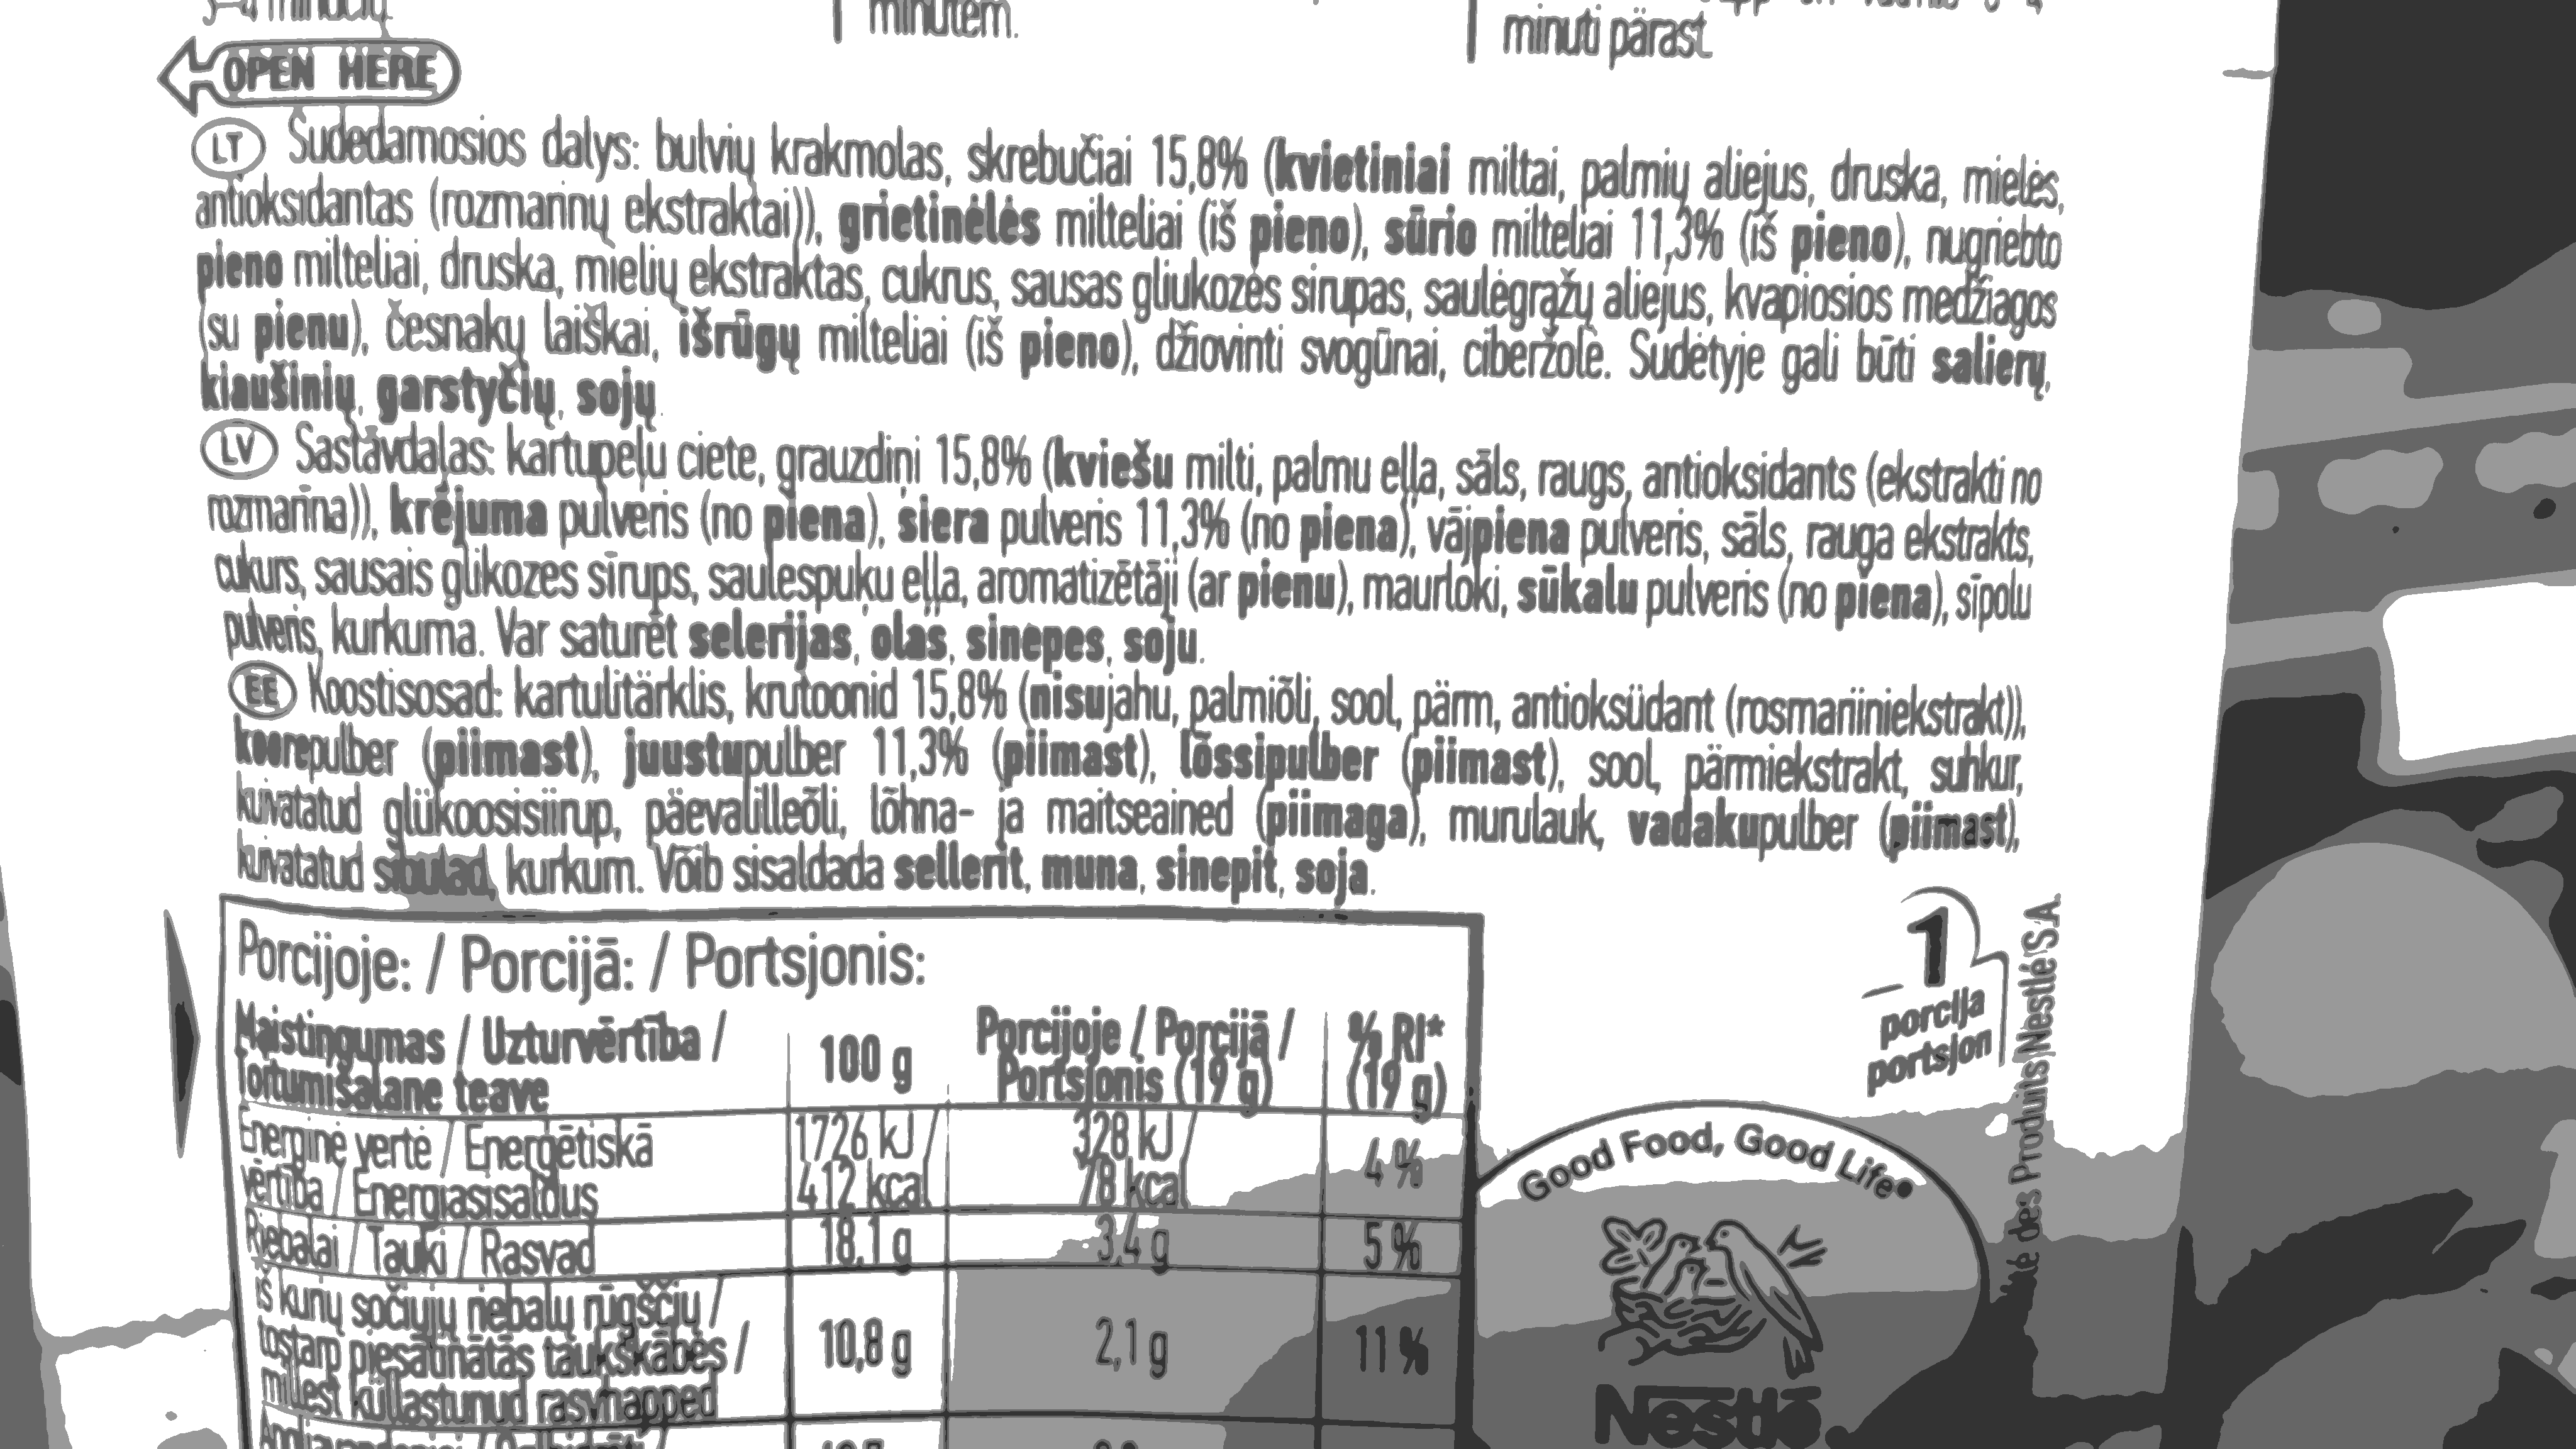 minutem.
minuti pärast.
OPEN HERE
LT Sudedamosios dalys: bulvių krakmolas, skrebučiai 15,8% (kvietiniai miltai, palmių aliejus, druska, mielės,
antioksidantas (rozmarinų ekstraktai)), grietinėlės milteliai (iš pieno), sūrio milteliai 11,3% (iš pieno), nugriebto
pieno milteliai, druska, mielių ekstraktas, cukrus, sausas gliukozės sirupas, saulėgrąžų aliejus, kvapiosios medžiagos
(su pienu), česnakų laiškai, išrūgų milteliai (iš pieno), džiovinti svogūnai, ciberžolė. Sudėtyje gali būti salierų,
kiaušinių, garstyčių, sojų.
LV Sastāvdaļas: kartupeļu ciete, grauzdiņi 15,8% (kviešu milti, palmu eļļa, sāls, raugs, antioksidants (ekstrakti no
rozmarīna)), krējuma pulveris (no piena), siera pulveris 11,3% (no piena), vājpiena pulveris, sāls, rauga ekstrakts,
cukurs, sausais glikozes sīrups, saulespuķu eļļa, aromatizētāji (ar pienu), maurloki, sūkalu pulveris (no piena), sīpolu
pulveris, kurkuma. Var saturēt selerijas, olas, sinepes, soju.
EE Koostisosad: kartulitärklis, krutoonid 15,8% (nisujahu, palmiõli, sool, pärm, antioksüdant (rosmariiniekstrakt)),
koorepulber (piimast), juustupulber 11,3% (piimast), lõssipulber (piimast), sool, pärmiekstrakt, suhkur,
kuivatatud glükoosisiirup, päevalilleõli, lõhna- ja maitseained (piimaga), murulauk, vadakupulber (piimast),
kuivatatud sibulad, kurkum. Võib sisaldada sellerit, muna, sinepit, soja.
Porcijoje: / Porcijā: / Portsjonis:
Maistingumas / Uzturvērtība /
Toitumisalane teave
100 g
Porcijoje / Porcijā /
Portsjonis (19 g)
% RI*
(19 g)
Energinė vertė / Enerģētiskā
vērtība / Energiasisaldus
1726 kJ /
412 kcal
328 kJ /
78 kcal
4 %
Riebalai / Tauki / Rasvad
18,1 g
3,4 g
5 %
iš kurių sočiųjų riebalų rūgščių /
tostarp piesātinātās taukskābes /
millest küllastunud rasvhapped
10,8 g
2,1 g
11 %
1
porcija
portsjon
des Produits Nestlé S.A.
Good Food, Good Life
Nestlé